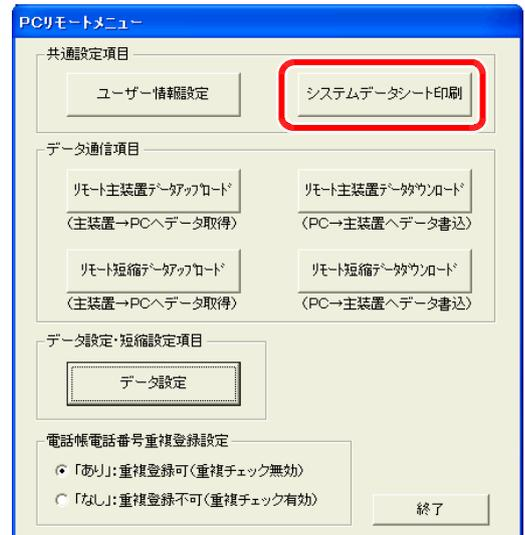 PCリモートメニュー
共通設定項目
ユーザー情報設定
システムデータシート印刷
データ通信項目
ﾘﾓｰﾄ主装置ﾃﾞｰﾀｱｯﾌﾟﾛｰﾄﾞ
ﾘﾓｰﾄ主装置ﾃﾞｰﾀﾀﾞｳﾝﾛｰﾄﾞ
(主装置→PCへデータ取得)
(PC→主装置へデータ書込)
ﾘﾓｰﾄ短縮ﾃﾞｰﾀｱｯﾌﾟﾛｰﾄﾞ
ﾘﾓｰﾄ短縮ﾃﾞｰﾀﾀﾞｳﾝﾛｰﾄﾞ
(主装置→PCへデータ取得)
(PC→主装置へデータ書込)
データ設定・短縮設定項目
データ設定
電話帳電話番号重複登録設定
「あり」：重複登録可(重複チェック無効)
「なし」：重複登録不可(重複チェック有効)
終了